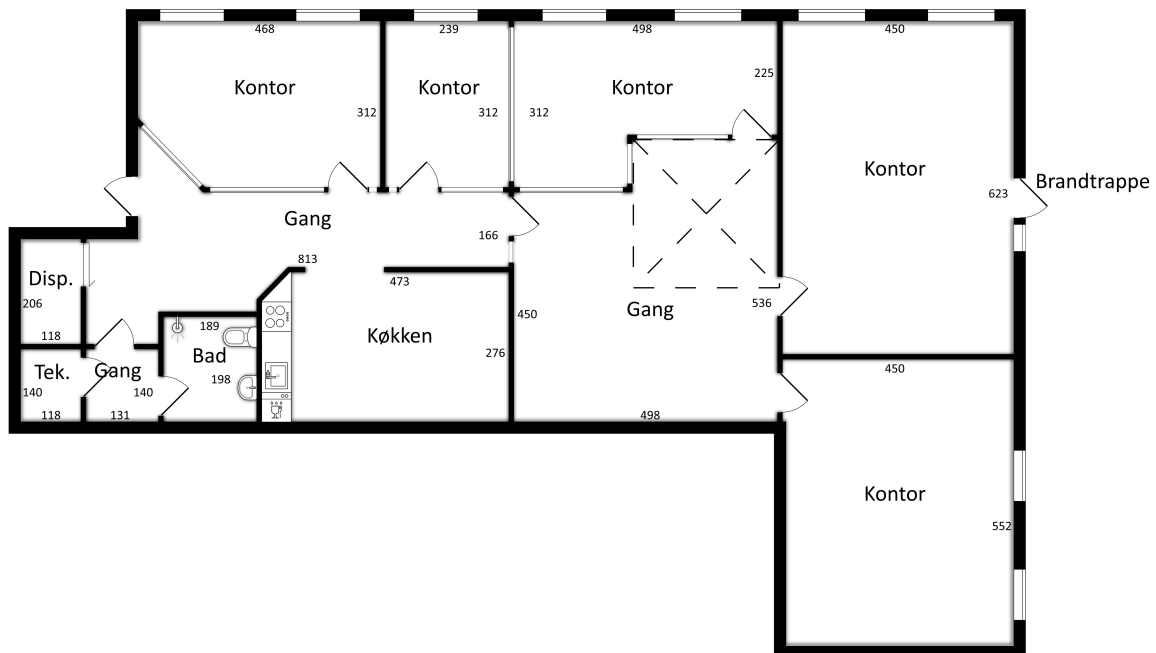 468
239
498
450
225
Kontor
Kontor
Kontor
312
312
312
Kontor
Brandtrappe
623
Gang
166
813
Disp.
473
206
536
450
Gang
189
118
Køkken
Bad
276
Tek.
Gang
450
198
140
140
118
131
498
Kontor
552